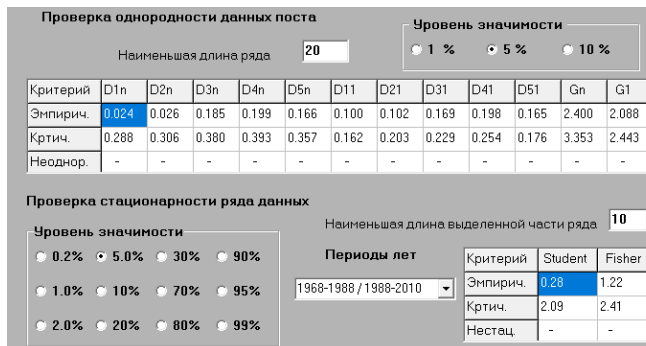 Проверка однородности данных поста
Наименьшая длина ряда 20
Уровень значимости
1 % 5 % 10 %
Критерий D1n D2n D3n D4n D5n D11 D21 D31 D41 D51 Gn G1
Эмпирич. 0.024 0.026 0.185 0.199 0.166 0.100 0.102 0.169 0.198 0.165 2.400 2.088
Кртич. 0.288 0.306 0.380 0.393 0.357 0.162 0.203 0.229 0.254 0.176 3.353 2.443
Неоднор. - - - - - - - - - - - -
Проверка стационарности ряда данных
Наименьшая длина выделенной части ряда 10
Уровень значимости
0.2% 5.0% 30% 90%
1.0% 10% 70% 95%
2.0% 20% 80% 99%
Периоды лет
1968-1988 / 1988-2010
Критерий Student Fisher
Эмпирич. 0.28 1.22
Кртич. 2.09 2.41
Нестац. - -